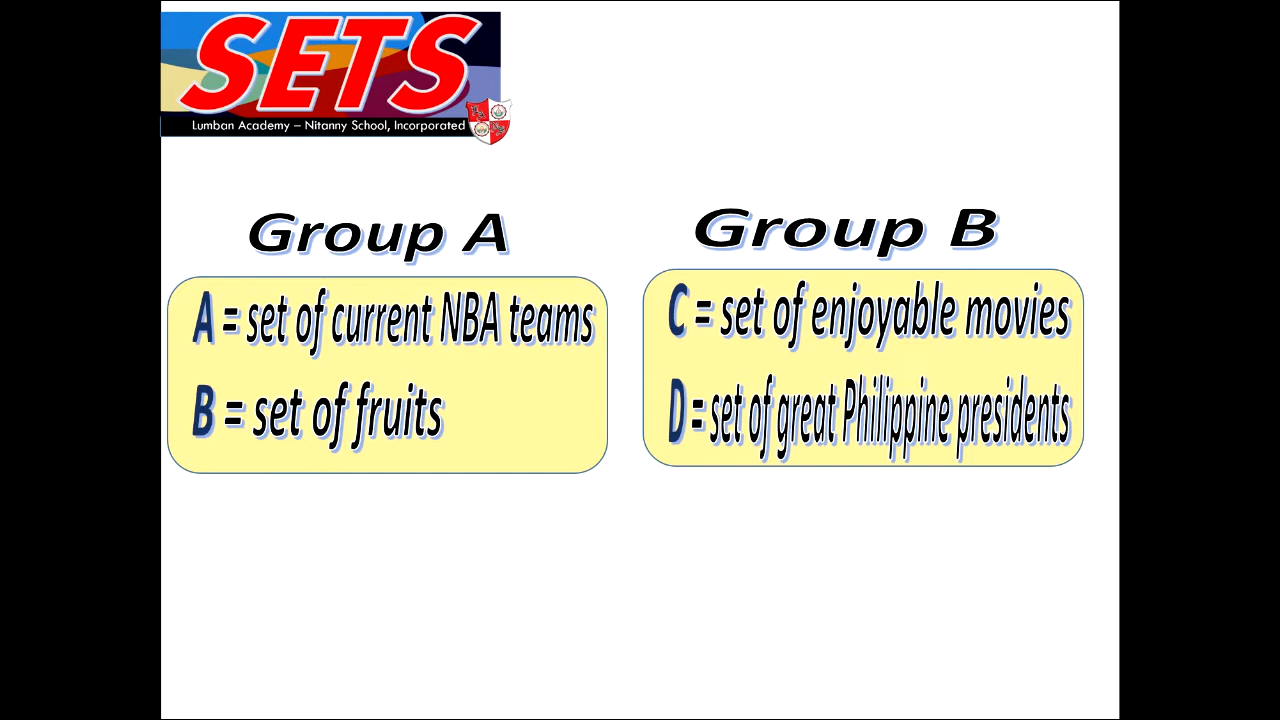 SETS
Lumban Academy – Nitanny School, Incorporated
Group A
A = set of current NBA teams
B = set of fruits
Group B
C = set of enjoyable movies
D = set of great Philippine presidents